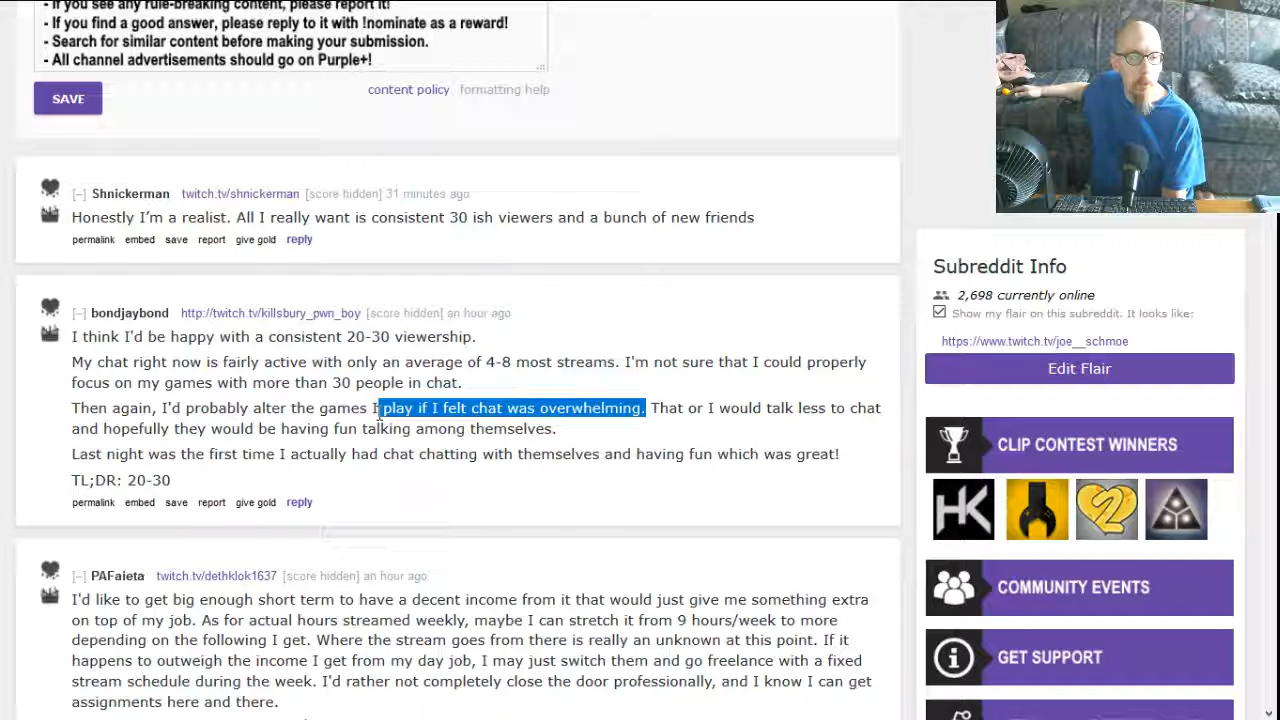 - If you see any rule-breaking content, please report it!
- If you find a good answer, please reply to it with !nominate as a reward!
- Search for similar content before making your submission.
- All channel advertisements should go on Purple+!
content policy formatting help
SAVE
[–] Shnickerman twitch.tv/shnickerman [score hidden] 31 minutes ago
Honestly I'm a realist. All I really want is consistent 30 ish viewers and a bunch of new friends
permalink embed save report give gold reply
[–] bondjaybond http://twitch.tv/killsbury_pwn_boy [score hidden] an hour ago
I think I'd be happy with a consistent 20-30 viewership.
My chat right now is fairly active with only an average of 4-8 most streams. I'm not sure that I could properly
focus on my games with more than 30 people in chat.
Then again, I'd probably alter the games I play if I felt chat was overwhelming. That or I would talk less to chat
and hopefully they would be having fun talking among themselves.
Last night was the first time I actually had chat chatting with themselves and having fun which was great!
TL;DR: 20-30
permalink embed save report give gold reply
[–] PAFaieta twitch.tv/dethklok1637 [score hidden] an hour ago
I'd like to get big enough short term to have a decent income from it that would just give me something extra
on top of my job. As for actual hours streamed weekly, maybe I can stretch it from 9 hours/week to more
depending on the following I get. Where the stream goes from there is really an unknown at this point. If it
happens to outweigh the income I get from my day job, I may just switch them and go freelance with a fixed
stream schedule during the week. I'd rather not completely close the door professionally, and I know I can get
assignments here and there.
Subreddit Info
2,698 currently online
Show my flair on this subreddit. It looks like:
https://www.twitch.tv/joe__schmoe
Edit Flair
CLIP CONTEST WINNERS
HK
2
COMMUNITY EVENTS
GET SUPPORT